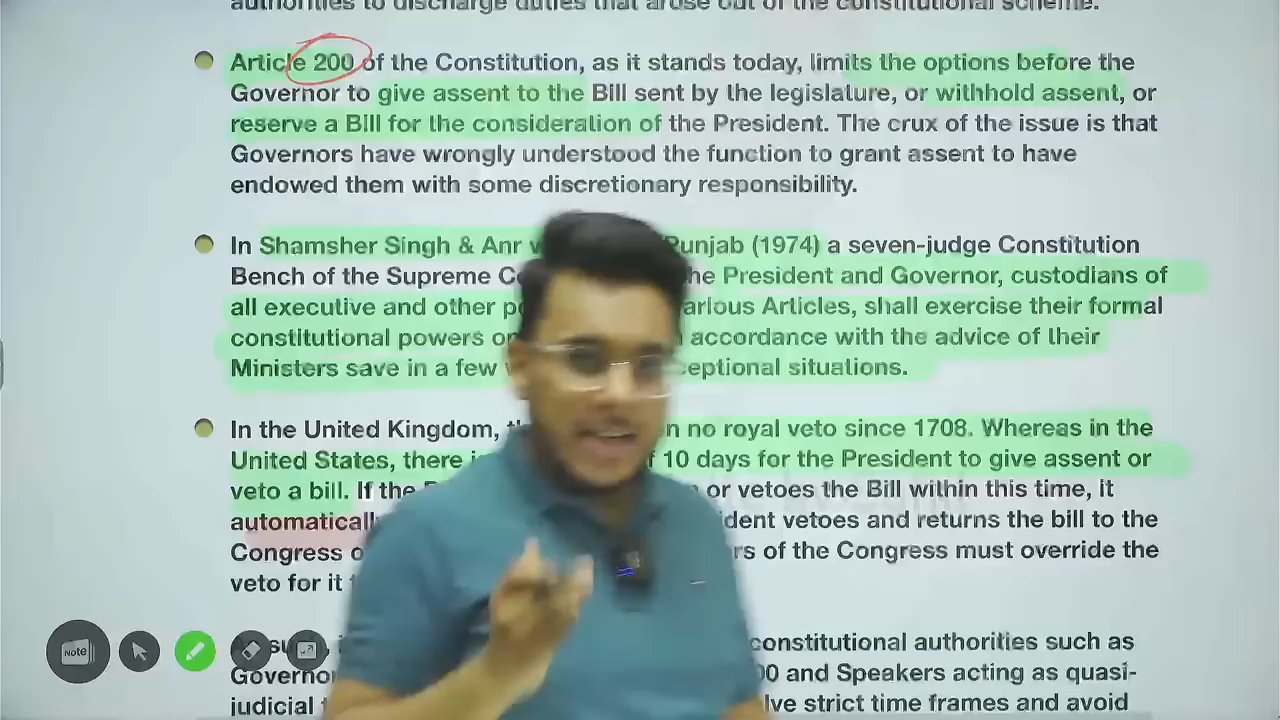 authorities to discharge duties that arose out of the constitutional scheme.
Article 200 of the Constitution, as it stands today, limits the options before the
Governor to give assent to the Bill sent by the legislature, or withhold assent, or
reserve a Bill for the consideration of the President. The crux of the issue is that
Governors have wrongly understood the function to grant assent to have
endowed them with some discretionary responsibility.
In Shamsher Singh & Anr Punjab (1974) a seven-judge Constitution
Bench of the Supreme President and Governor, custodians of
all executive and other Articles, shall exercise their formal
constitutional powers accordance with the advice of their
Ministers save in a few situations.
In the United Kingdom, no royal veto since 1708. Whereas in the
United States, there 10 days for the President to give assent or
veto a bill. If the or vetoes the Bill within this time, it
vetoes and returns the bill to the
Congress of the Congress must override the
veto for it
constitutional authorities such as
and Speakers acting as quasi-
judicial strict time frames and avoid
NOTE